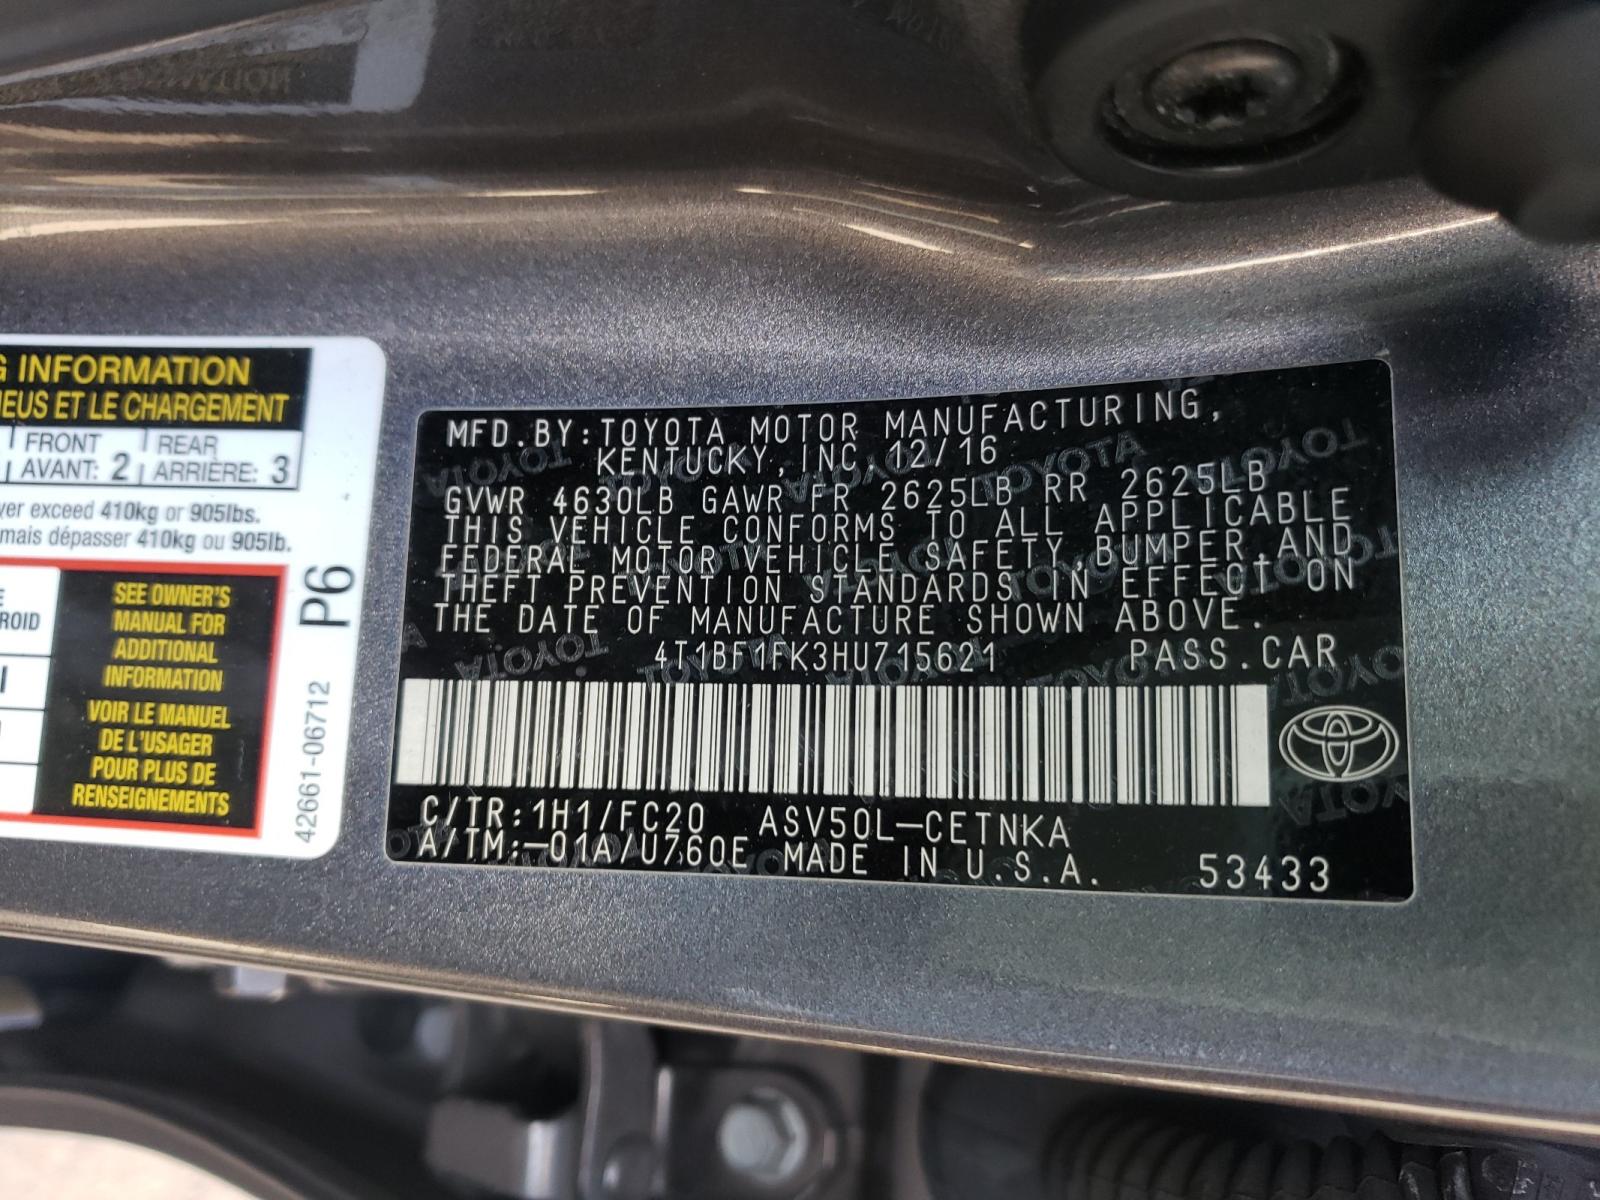 G INFORMATION
NEUS ET LE CHARGEMENT
FRONT REAR
AVANT: 2 ARRIÈRE: 3
ver exceed 410kg or 905lbs.
mais dépasser 410kg ou 905lb.
ROID
SEE OWNER'S
MANUAL FOR
ADDITIONAL
INFORMATION
VOIR LE MANUEL
DE L'USAGER
POUR PLUS DE
RENSEIGNEMENTS
P6
42661-06712
MFD.BY:TOYOTA MOTOR MANUFACTURING,
KENTUCKY,INC.12/16
GVWR 4630LB GAWR FR 2625LB RR 2625LB
THIS VEHICLE CONFORMS TO ALL APPLICABLE
FEDERAL MOTOR VEHICLE SAFETY,BUMPER,AND
THEFT PREVENTION STANDARDS IN EFFECT ON
THE DATE OF MANUFACTURE SHOWN ABOVE.
4T1BF1FK3HU715621 PASS.CAR
C/TR:1H1/FC20 ASV50L-CETNKA
A/TM:-01A/U760E MADE IN U.S.A. 53433